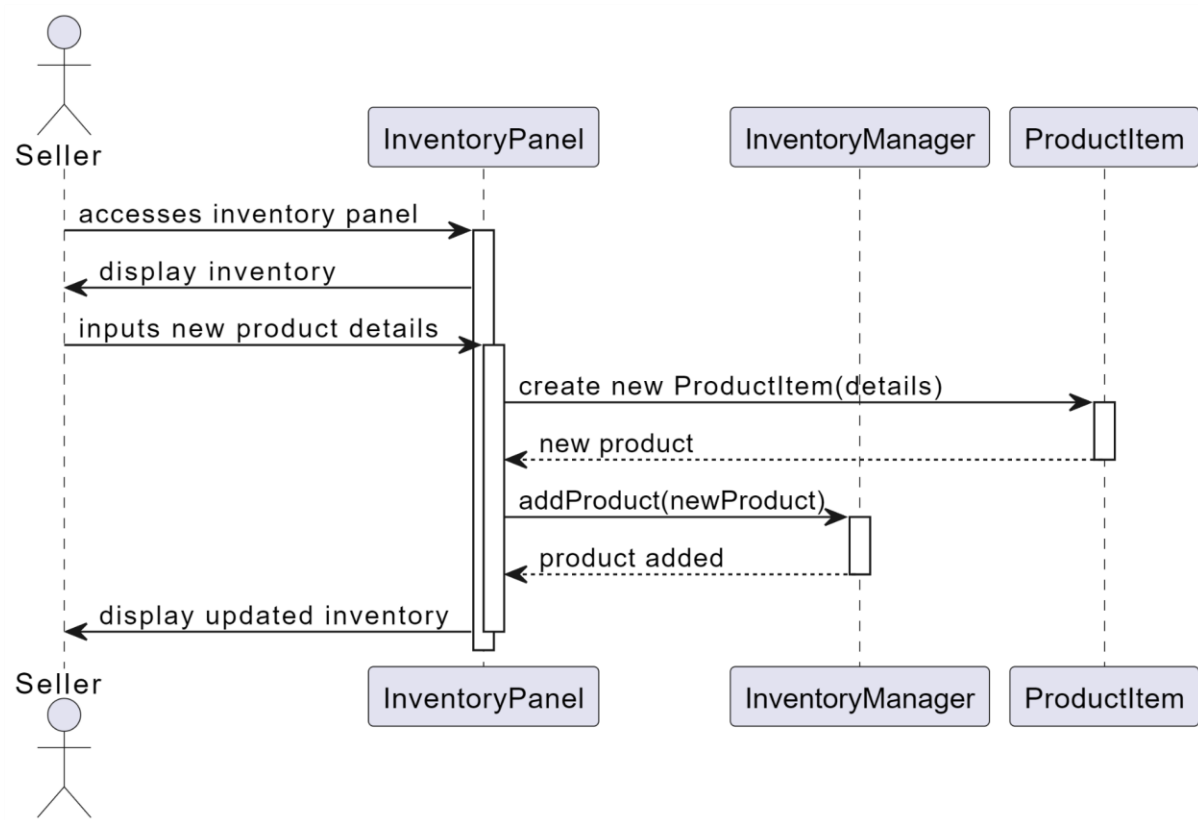 Seller
InventoryPanel
InventoryManager
ProductItem
accesses inventory panel
display inventory
inputs new product details
create new ProductItem(details)
new product
addProduct(newProduct)
product added
display updated inventory
Seller
InventoryPanel
InventoryManager
ProductItem